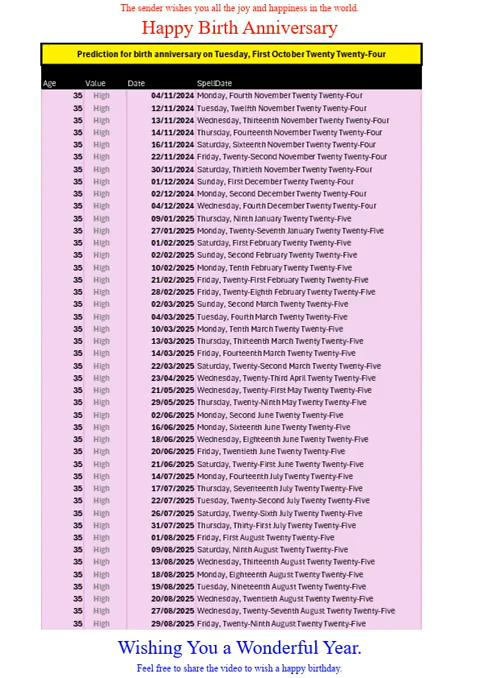 The sender wishes you all the joy and happiness in the world.
Happy Birth Anniversary
Prediction for birth anniversary on Tuesday, First October Twenty Twenty-Four
Age Value Date SpellDate
35 High 04/11/2024 Monday, Fourth November Twenty Twenty-Four
35 High 12/11/2024 Tuesday, Twelfth November Twenty Twenty-Four
35 High 13/11/2024 Wednesday, Thirteenth November Twenty Twenty-Four
35 High 14/11/2024 Thursday, Fourteenth November Twenty Twenty-Four
35 High 16/11/2024 Saturday, Sixteenth November Twenty Twenty-Four
35 High 22/11/2024 Friday, Twenty-Second November Twenty Twenty-Four
35 High 30/11/2024 Saturday, Thirtieth November Twenty Twenty-Four
35 High 01/12/2024 Sunday, First December Twenty Twenty-Four
35 High 02/12/2024 Monday, Second December Twenty Twenty-Four
35 High 04/12/2024 Wednesday, Fourth December Twenty Twenty-Four
35 High 09/01/2025 Thursday, Ninth January Twenty Twenty-Five
35 High 27/01/2025 Monday, Twenty-Seventh January Twenty Twenty-Five
35 High 01/02/2025 Saturday, First February Twenty Twenty-Five
35 High 02/02/2025 Sunday, Second February Twenty Twenty-Five
35 High 10/02/2025 Monday, Tenth February Twenty Twenty-Five
35 High 21/02/2025 Friday, Twenty-First February Twenty Twenty-Five
35 High 28/02/2025 Friday, Twenty-Eighth February Twenty Twenty-Five
35 High 02/03/2025 Sunday, Second March Twenty Twenty-Five
35 High 04/03/2025 Tuesday, Fourth March Twenty Twenty-Five
35 High 10/03/2025 Monday, Tenth March Twenty Twenty-Five
35 High 13/03/2025 Thursday, Thirteenth March Twenty Twenty-Five
35 High 14/03/2025 Friday, Fourteenth March Twenty Twenty-Five
35 High 22/03/2025 Saturday, Twenty-Second March Twenty Twenty-Five
35 High 23/04/2025 Wednesday, Twenty-Third April Twenty Twenty-Five
35 High 21/05/2025 Wednesday, Twenty-First May Twenty Twenty-Five
35 High 29/05/2025 Thursday, Twenty-Ninth May Twenty Twenty-Five
35 High 02/06/2025 Monday, Second June Twenty Twenty-Five
35 High 16/06/2025 Monday, Sixteenth June Twenty Twenty-Five
35 High 18/06/2025 Wednesday, Eighteenth June Twenty Twenty-Five
35 High 20/06/2025 Friday, Twentieth June Twenty Twenty-Five
35 High 21/06/2025 Saturday, Twenty-First June Twenty Twenty-Five
35 High 14/07/2025 Monday, Fourteenth July Twenty Twenty-Five
35 High 17/07/2025 Thursday, Seventeenth July Twenty Twenty-Five
35 High 22/07/2025 Tuesday, Twenty-Second July Twenty Twenty-Five
35 High 26/07/2025 Saturday, Twenty-Sixth July Twenty Twenty-Five
35 High 31/07/2025 Thursday, Thirty-First July Twenty Twenty-Five
35 High 01/08/2025 Friday, First August Twenty Twenty-Five
35 High 09/08/2025 Saturday, Ninth August Twenty Twenty-Five
35 High 13/08/2025 Wednesday, Thirteenth August Twenty Twenty-Five
35 High 18/08/2025 Monday, Eighteenth August Twenty Twenty-Five
35 High 19/08/2025 Tuesday, Nineteenth August Twenty Twenty-Five
35 High 20/08/2025 Wednesday, Twentieth August Twenty Twenty-Five
35 High 27/08/2025 Wednesday, Twenty-Seventh August Twenty Twenty-Five
35 High 29/08/2025 Friday, Twenty-Ninth August Twenty Twenty-Five
Wishing You a Wonderful Year.
Feel free to share the video to wish a happy birthday.